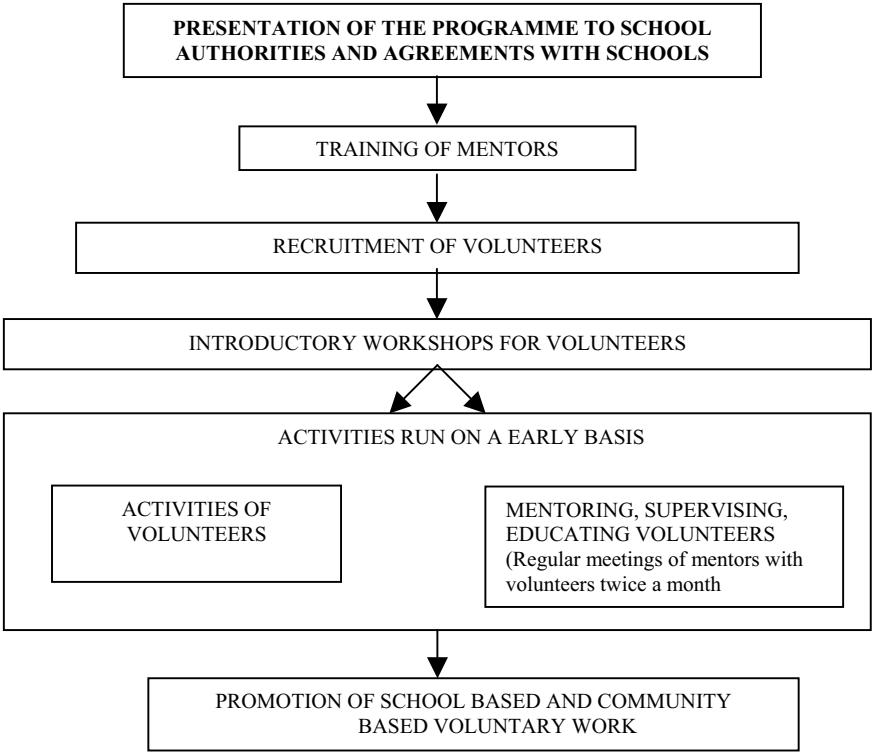 PRESENTATION OF THE PROGRAMME TO SCHOOL
AUTHORITIES AND AGREEMENTS WITH SCHOOLS
TRAINING OF MENTORS
RECRUITMENT OF VOLUNTEERS
INTRODUCTORY WORKSHOPS FOR VOLUNTEERS
ACTIVITIES RUN ON A EARLY BASIS
ACTIVITIES OF
VOLUNTEERS
MENTORING, SUPERVISING,
EDUCATING VOLUNTEERS
(Regular meetings of mentors with
volunteers twice a month
PROMOTION OF SCHOOL BASED AND COMMUNITY
BASED VOLUNTARY WORK